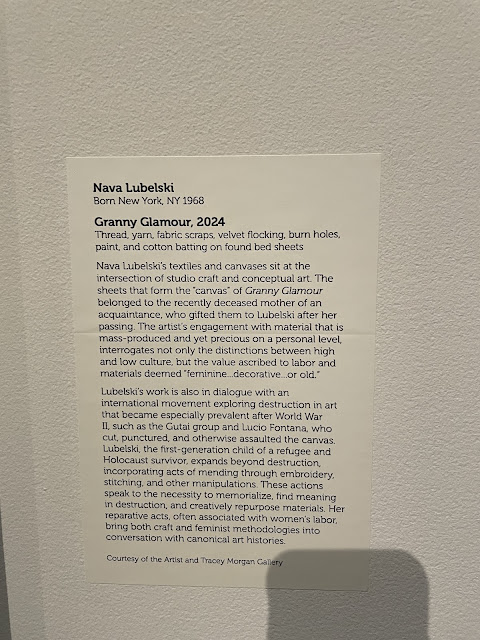 Nava Lubelski
Born New York, NY 1968
Granny Glamour, 2024
Thread, yarn, fabric scraps, velvet flocking, burn holes,
paint, and cotton batting on found bed sheets
Nava Lubelski's textiles and canvases sit at the
intersection of studio craft and conceptual art. The
sheets that form the "canvas" of Granny Glamour
belonged to the recently deceased mother of an
acquaintance, who gifted them to Lubelski after her
passing. The artist's engagement with material that is
mass-produced and yet precious on a personal level,
interrogates not only the distinctions between high
and low culture, but the value ascribed to labor and
materials deemed "feminine...decorative...or old."
Lubelski's work is also in dialogue with an
international movement exploring destruction in art
that became especially prevalent after World War
II, such as the Gutai group and Lucio Fontana, who
cut, punctured, and otherwise assaulted the canvas.
Lubelski, the first-generation child of a refugee and
Holocaust survivor, expands beyond destruction,
incorporating acts of mending through embroidery,
stitching, and other manipulations. These actions
speak to the necessity to memorialize, find meaning
in destruction, and creatively repurpose materials. Her
reparative acts, often associated with women's labor,
bring both craft and feminist methodologies into
conversation with canonical art histories.
Courtesy of the Artist and Tracey Morgan Gallery